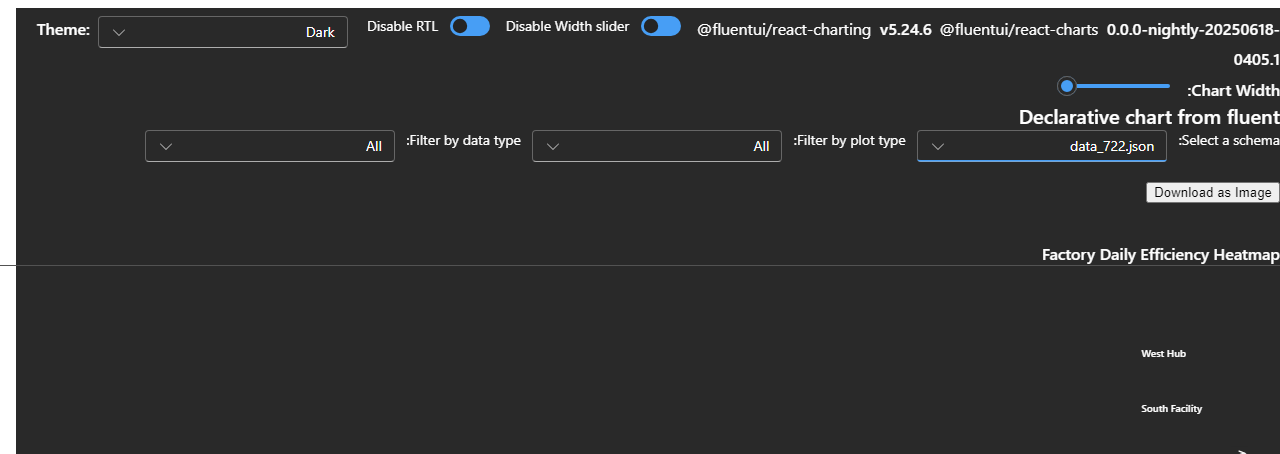 Theme: Dark Disable RTL Disable Width slider @fluentui/react-charting v5.24.6 @fluentui/react-charts 0.0.0-nightly-20250618-
0405.1
:Chart Width
Declarative chart from fluent
All :Filter by data type All :Filter by plot type data_722.json :Select a schema
Download as Image
Factory Daily Efficiency Heatmap
West Hub
South Facility